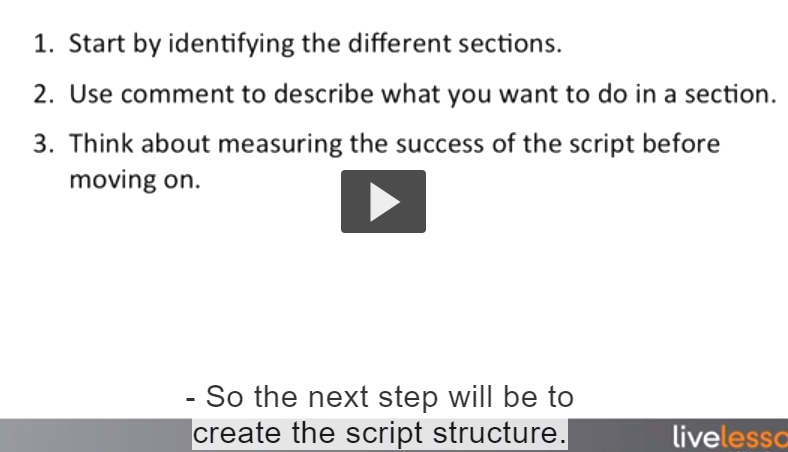 1. Start by identifying the different sections.
2. Use comment to describe what you want to do in a section.
3. Think about measuring the success of the script before
moving on.
- So the next step will be to
create the script structure.
livelesso